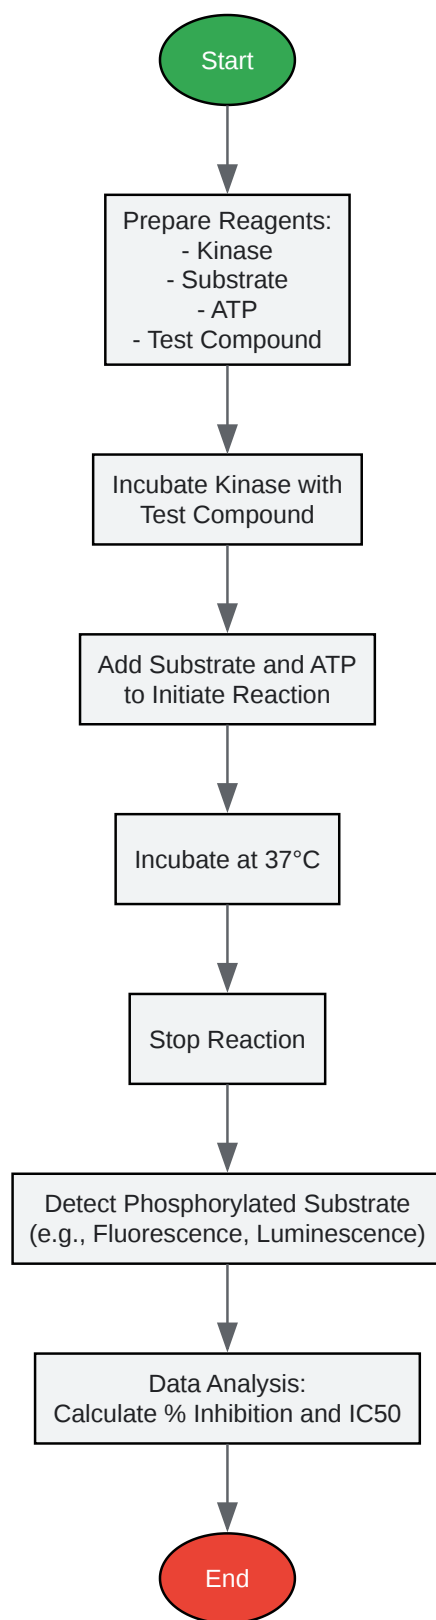 Start
Prepare Reagents:
- Kinase
- Substrate
- ATP
- Test Compound
Incubate Kinase with
Test Compound
Add Substrate and ATP
to Initiate Reaction
Incubate at 37°C
Stop Reaction
Detect Phosphorylated Substrate
(e.g., Fluorescence, Luminescence)
Data Analysis:
Calculate % Inhibition and IC50
End